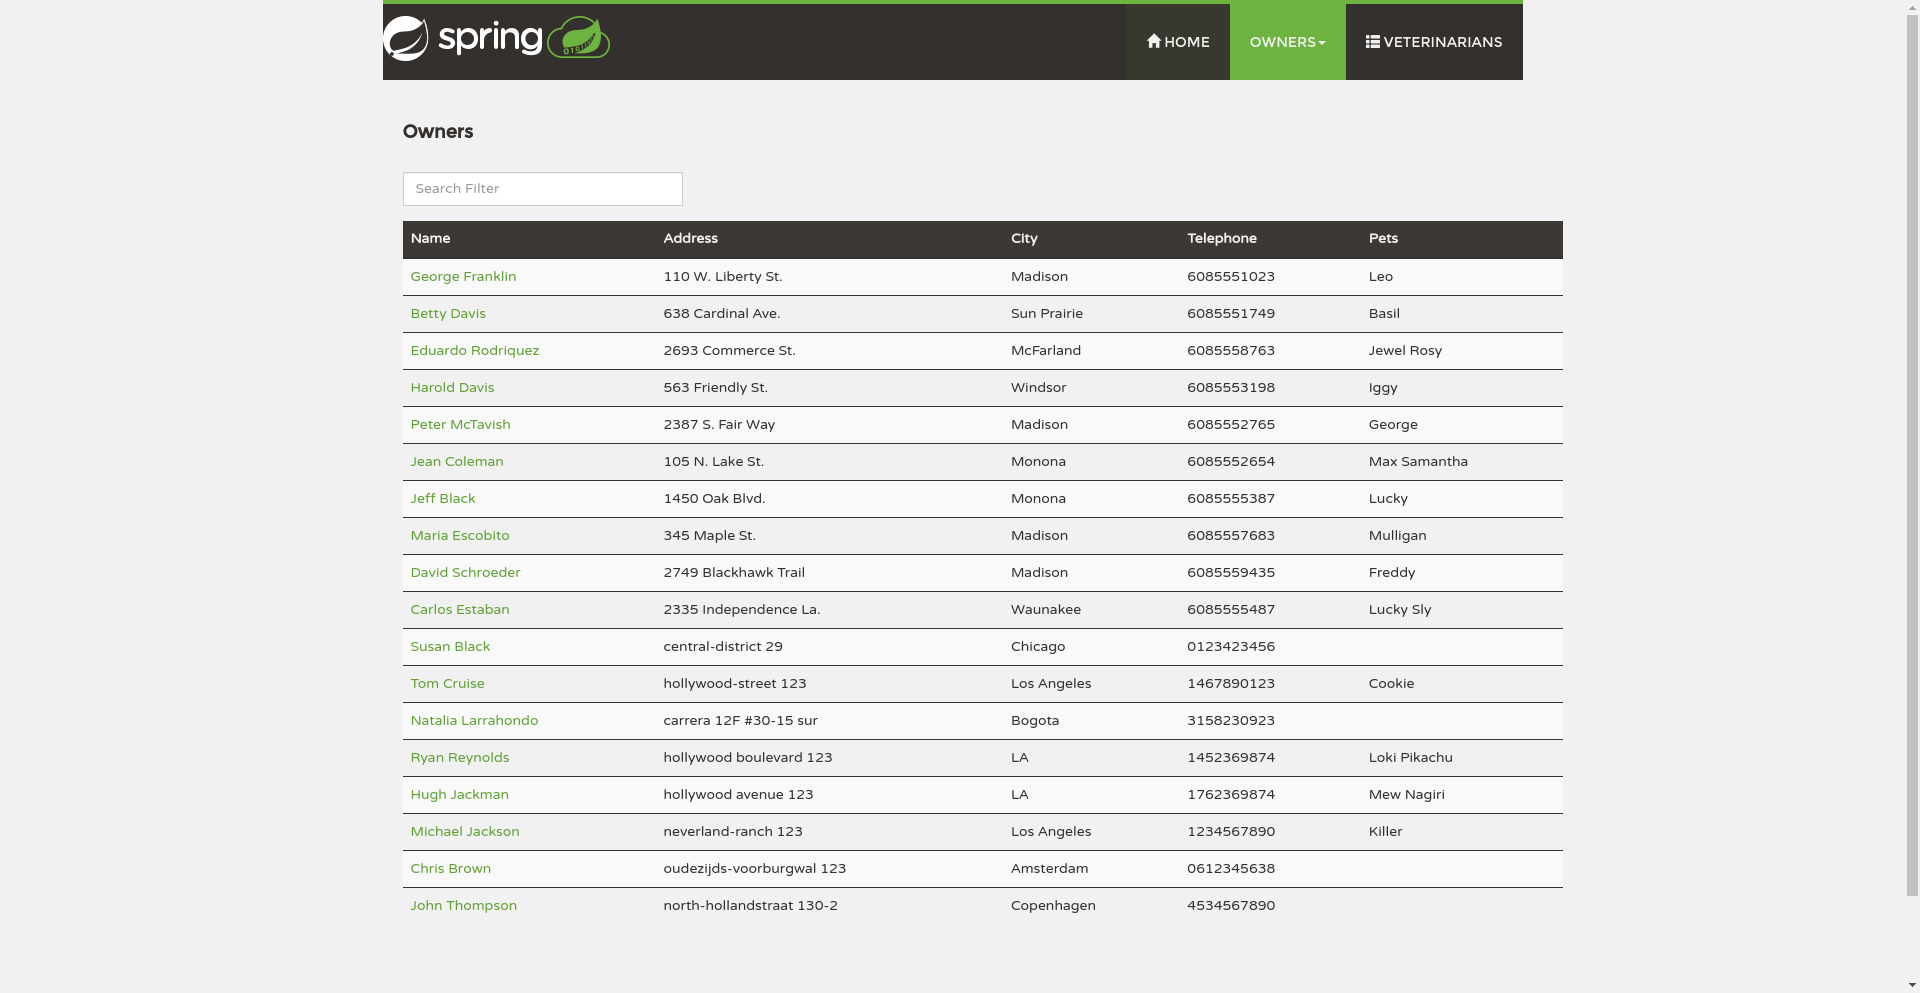 spring
HOME OWNERS VETERINARIANS
Owners
Search Filter
Name Address City Telephone Pets
George Franklin 110 W. Liberty St. Madison 6085551023 Leo
Betty Davis 638 Cardinal Ave. Sun Prairie 6085551749 Basil
Eduardo Rodriquez 2693 Commerce St. McFarland 6085558763 Jewel Rosy
Harold Davis 563 Friendly St. Windsor 6085553198 Iggy
Peter McTavish 2387 S. Fair Way Madison 6085552765 George
Jean Coleman 105 N. Lake St. Monona 6085552654 Max Samantha
Jeff Black 1450 Oak Blvd. Monona 6085555387 Lucky
Maria Escobito 345 Maple St. Madison 6085557683 Mulligan
David Schroeder 2749 Blackhawk Trail Madison 6085559435 Freddy
Carlos Estaban 2335 Independence La. Waunakee 6085555487 Lucky Sly
Susan Black central-district 29 Chicago 0123423456
Tom Cruise hollywood-street 123 Los Angeles 1467890123 Cookie
Natalia Larrahondo carrera 12F #30-15 sur Bogota 3158230923
Ryan Reynolds hollywood boulevard 123 LA 1452369874 Loki Pikachu
Hugh Jackman hollywood avenue 123 LA 1762369874 Mew Nagiri
Michael Jackson neverland-ranch 123 Los Angeles 1234567890 Killer
Chris Brown oudezijds-voorburgwal 123 Amsterdam 0612345638
John Thompson north-hollandstraat 130-2 Copenhagen 4534567890